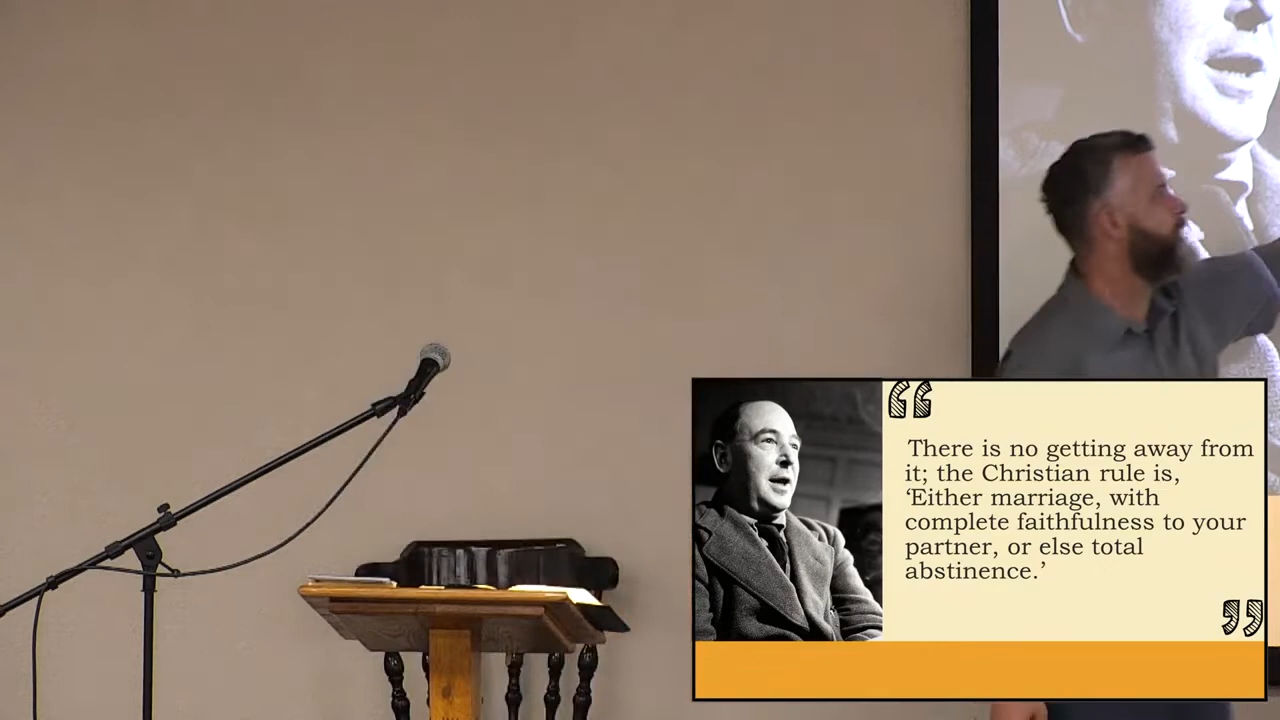 “
There is no getting away from
it; the Christian rule is,
‘Either marriage, with
complete faithfulness to your
partner, or else total
abstinence.’
”